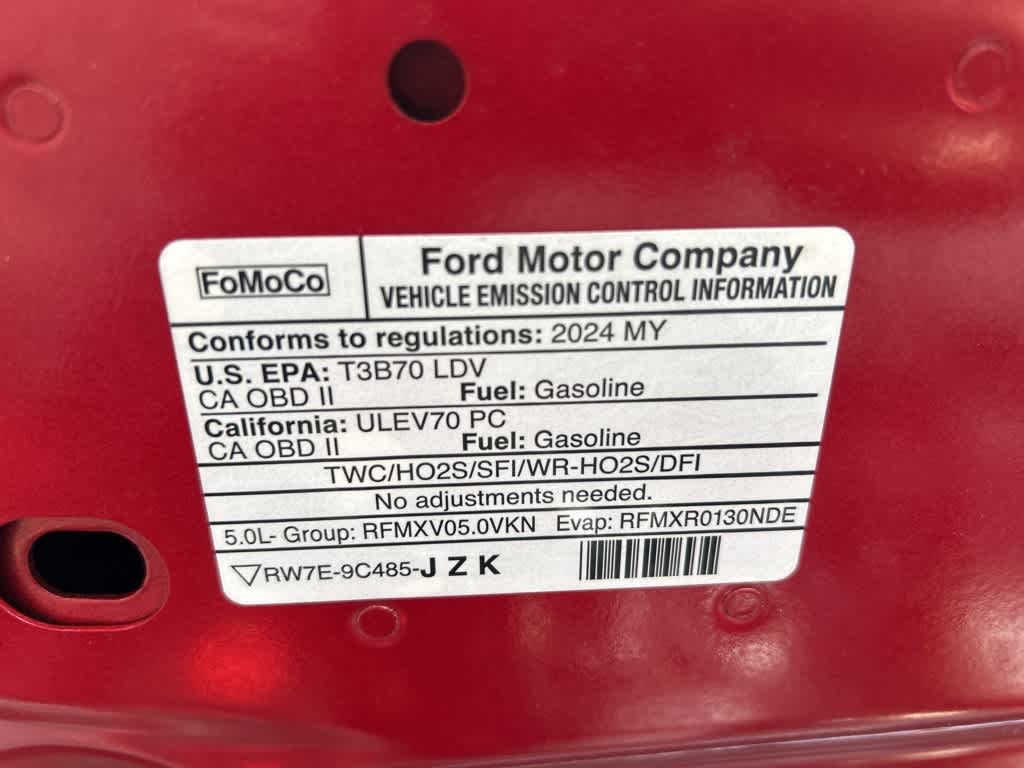 FoMoCo
Ford Motor Company
VEHICLE EMISSION CONTROL INFORMATION
Conforms to regulations: 2024 MY
U.S. EPA: T3B70 LDV
CA OBD II Fuel: Gasoline
California: ULEV70 PC
CA OBD II Fuel: Gasoline
TWC/HO2S/SFI/WR-HO2S/DFI
No adjustments needed.
5.0L- Group: RFMXV05.0VKN Evap: RFMXR0130NDE
RW7E-9C485-J Z K